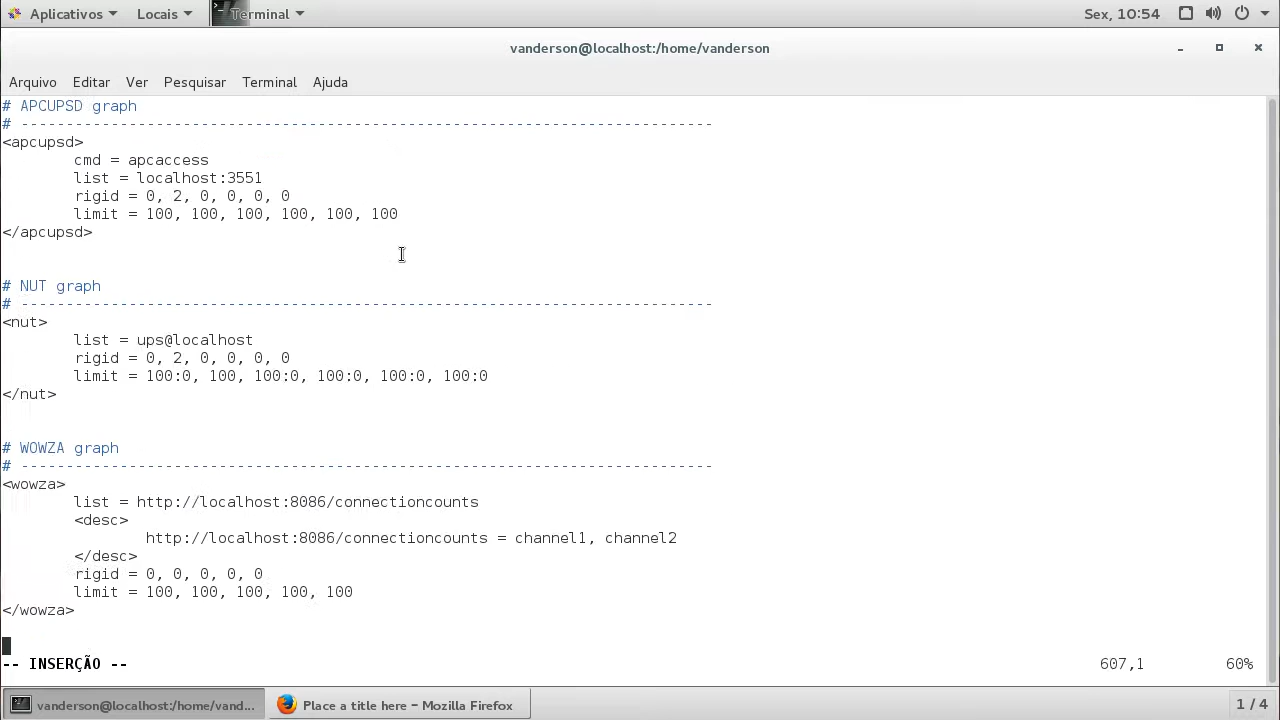 Aplicativos Locais Terminal Sex, 10:54
vanderson@localhost:/home/vanderson
Arquivo Editar Ver Pesquisar Terminal Ajuda
# APCUPSD graph
# -----------------------------------------------------------------------------
<apcupsd>
cmd = apcaccess
list = localhost:3551
rigid = 0, 2, 0, 0, 0, 0
limit = 100, 100, 100, 100, 100, 100
</apcupsd>
# NUT graph
# -----------------------------------------------------------------------------
<nut>
list = ups@localhost
rigid = 0, 2, 0, 0, 0, 0
limit = 100:0, 100, 100:0, 100:0, 100:0, 100:0
</nut>
# WOWZA graph
# -----------------------------------------------------------------------------
<wowza>
list = http://localhost:8086/connectioncounts
<desc>
http://localhost:8086/connectioncounts = channel1, channel2
</desc>
rigid = 0, 0, 0, 0, 0
limit = 100, 100, 100, 100, 100
</wowza>
-- INSERÇÃO -- 607,1 60%
vanderson@localhost:/home/vand... Place a title here - Mozilla Firefox 1 / 4